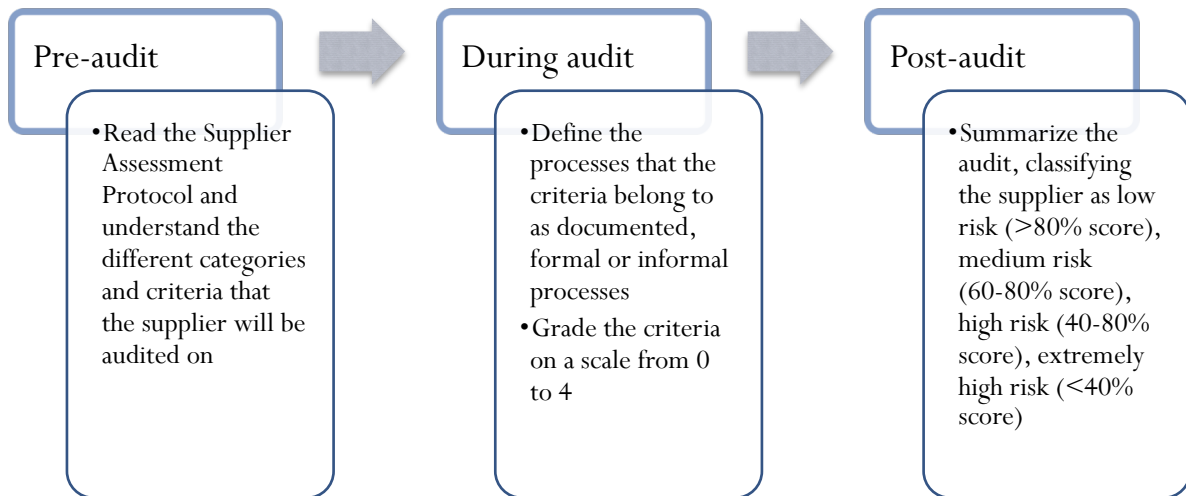 Pre-audit
•Read the Supplier
Assessment
Protocol and
understand the
different categories
and criteria that
the supplier will be
audited on
During audit
•Define the
processes that the
criteria belong to
as documented,
formal or informal
processes
•Grade the criteria
on a scale from 0
to 4
Post-audit
•Summarize the
audit, classifying
the supplier as low
risk (>80% score),
medium risk
(60-80% score),
high risk (40-80%
score), extremely
high risk (<40%
score)